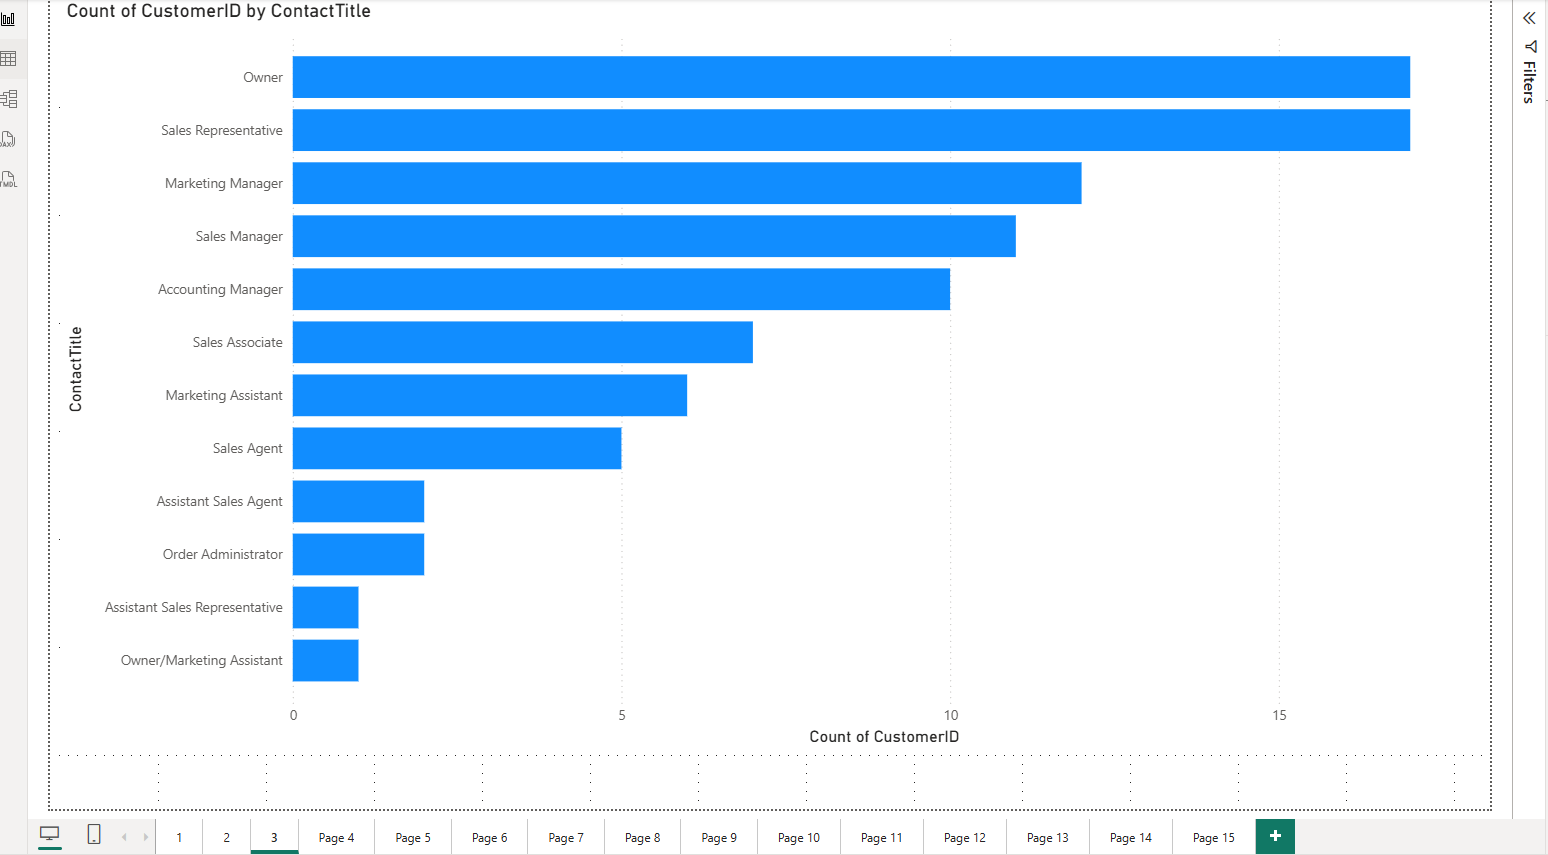 Count of CustomerID by ContactTitle
Owner
Sales Representative
Marketing Manager
Sales Manager
Accounting Manager
Sales Associate
Marketing Assistant
Sales Agent
Assistant Sales Agent
Order Administrator
Assistant Sales Representative
Owner/Marketing Assistant
ContactTitle
0 5 10 15
Count of CustomerID
Filters
1 2 3 Page 4 Page 5 Page 6 Page 7 Page 8 Page 9 Page 10 Page 11 Page 12 Page 13 Page 14 Page 15 +